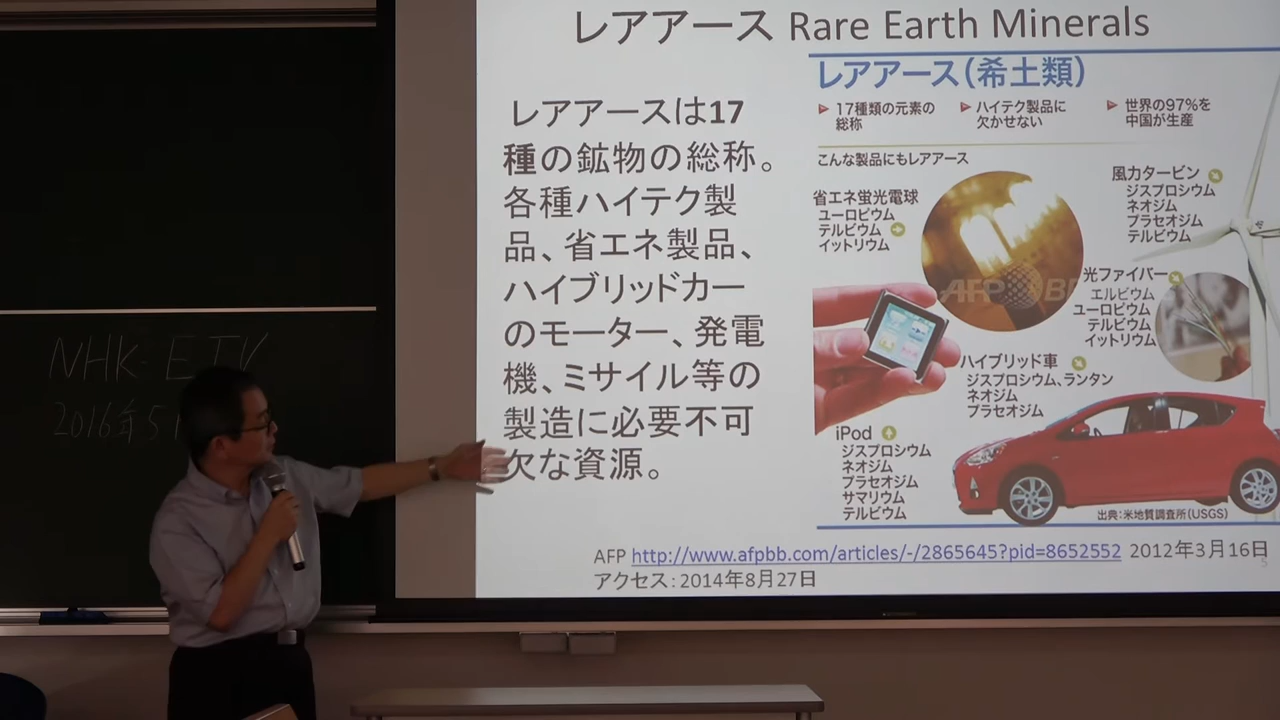 レアアース Rare Earth Minerals
レアアースは17
種の鉱物の総称。
各種ハイテク製
品、省エネ製品、
ハイブリッドカー
のモーター、発電
機、ミサイル等の
製造に必要不可
欠な資源。
レアアース(希土類)
17種類の元素の
総称
ハイテク製品に
欠かせない
世界の97%を
中国が生産
こんな製品にもレアアース
省エネ蛍光電球
ユーロピウム
テルビウム
イットリウム
風力タービン
ジスプロシウム
ネオジム
プラセオジム
テルビウム
光ファイバー
エルビウム
ユーロピウム
テルビウム
イットリウム
ハイブリッド車
ジスプロシウム、ランタン
ネオジム
プラセオジム
iPod
ジスプロシウム
ネオジム
プラセオジム
サマリウム
テルビウム
出典:米地質調査所(USGS)
AFP
AFP http://www.afpbb.com/articles/-/2865645?pid=8652552 2012年3月16日
アクセス:2014年8月27日
5
NHK ETV
2016年5